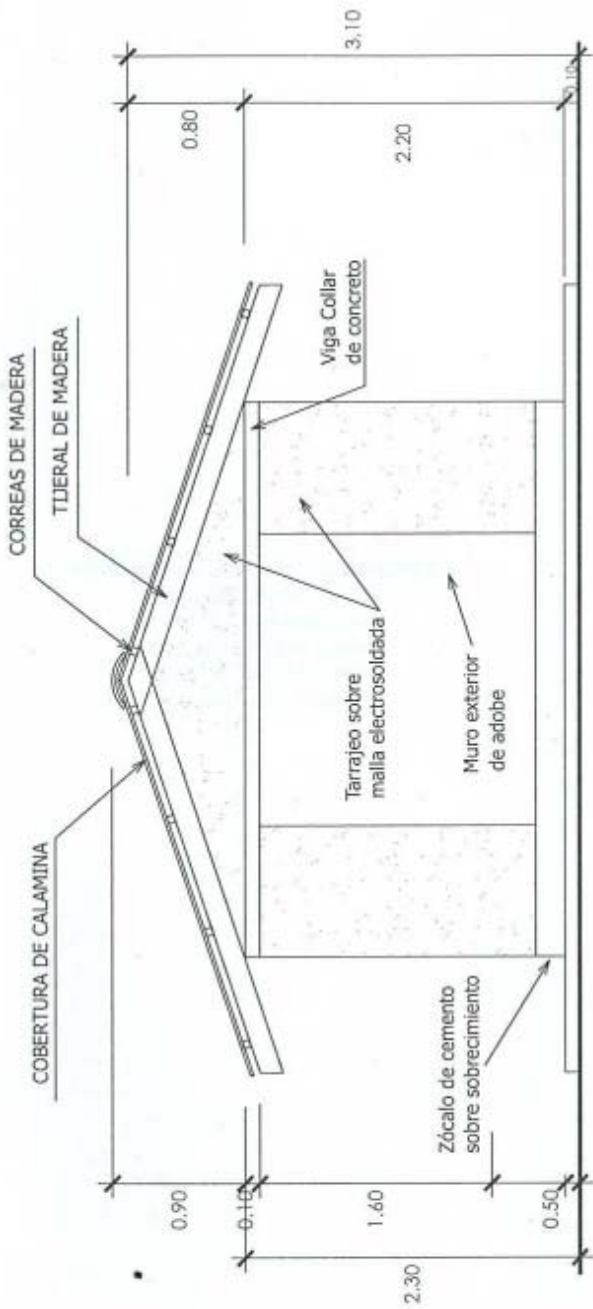 CORREAS DE MADERA
TIJERAL DE MADERA
COBERTURA DE CALAMINA
Viga Collar
de concreto
Tarrajeo sobre
malla electrosoldada
Muro exterior
de adobe
Zócalo de cemento
sobre sobrecimiento
0.90
0.10
1.60
0.50
2.30
0.80
2.20
0.10
3.10